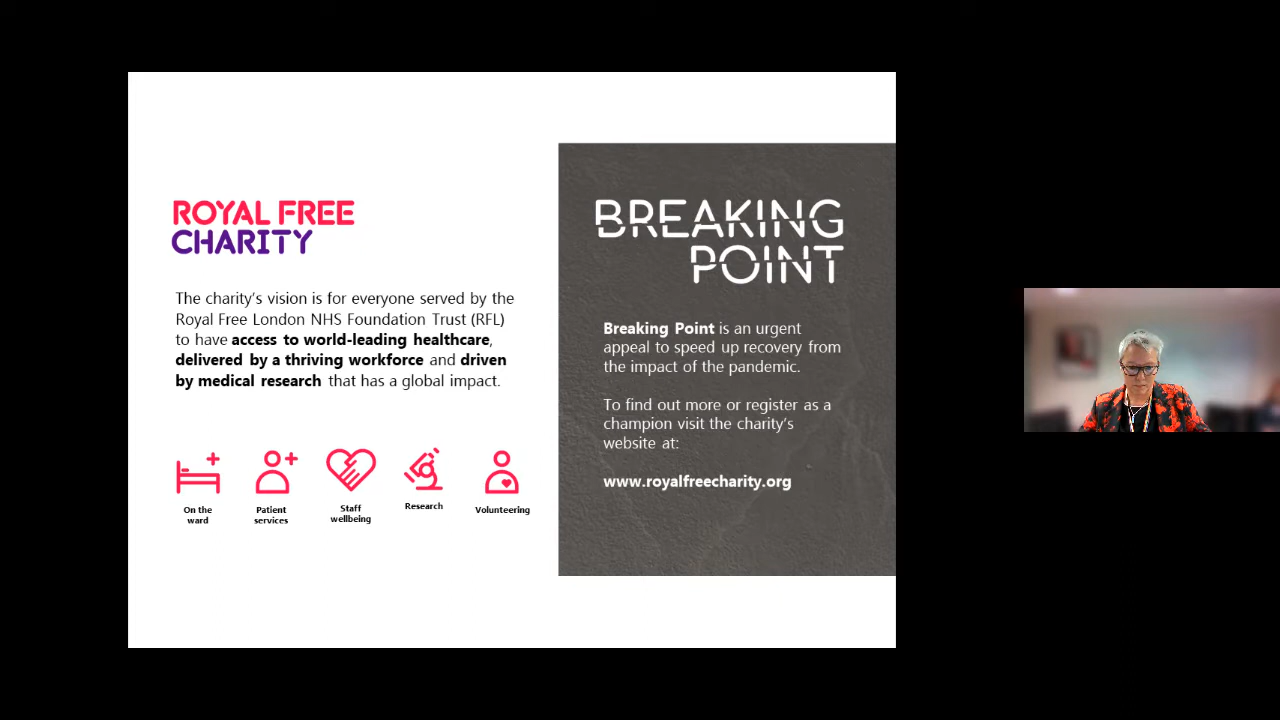 ROYAL FREE
CHARITY
The charity's vision is for everyone served by the
Royal Free London NHS Foundation Trust (RFL)
to have access to world-leading healthcare,
delivered by a thriving workforce and driven
by medical research that has a global impact.
On the
ward
Patient
services
Staff
wellbeing
Research
Volunteering
BREAKING
POINT
Breaking Point is an urgent
appeal to speed up recovery from
the impact of the pandemic.
To find out more or register as a
champion visit the charity's
website at:
www.royalfreecharity.org